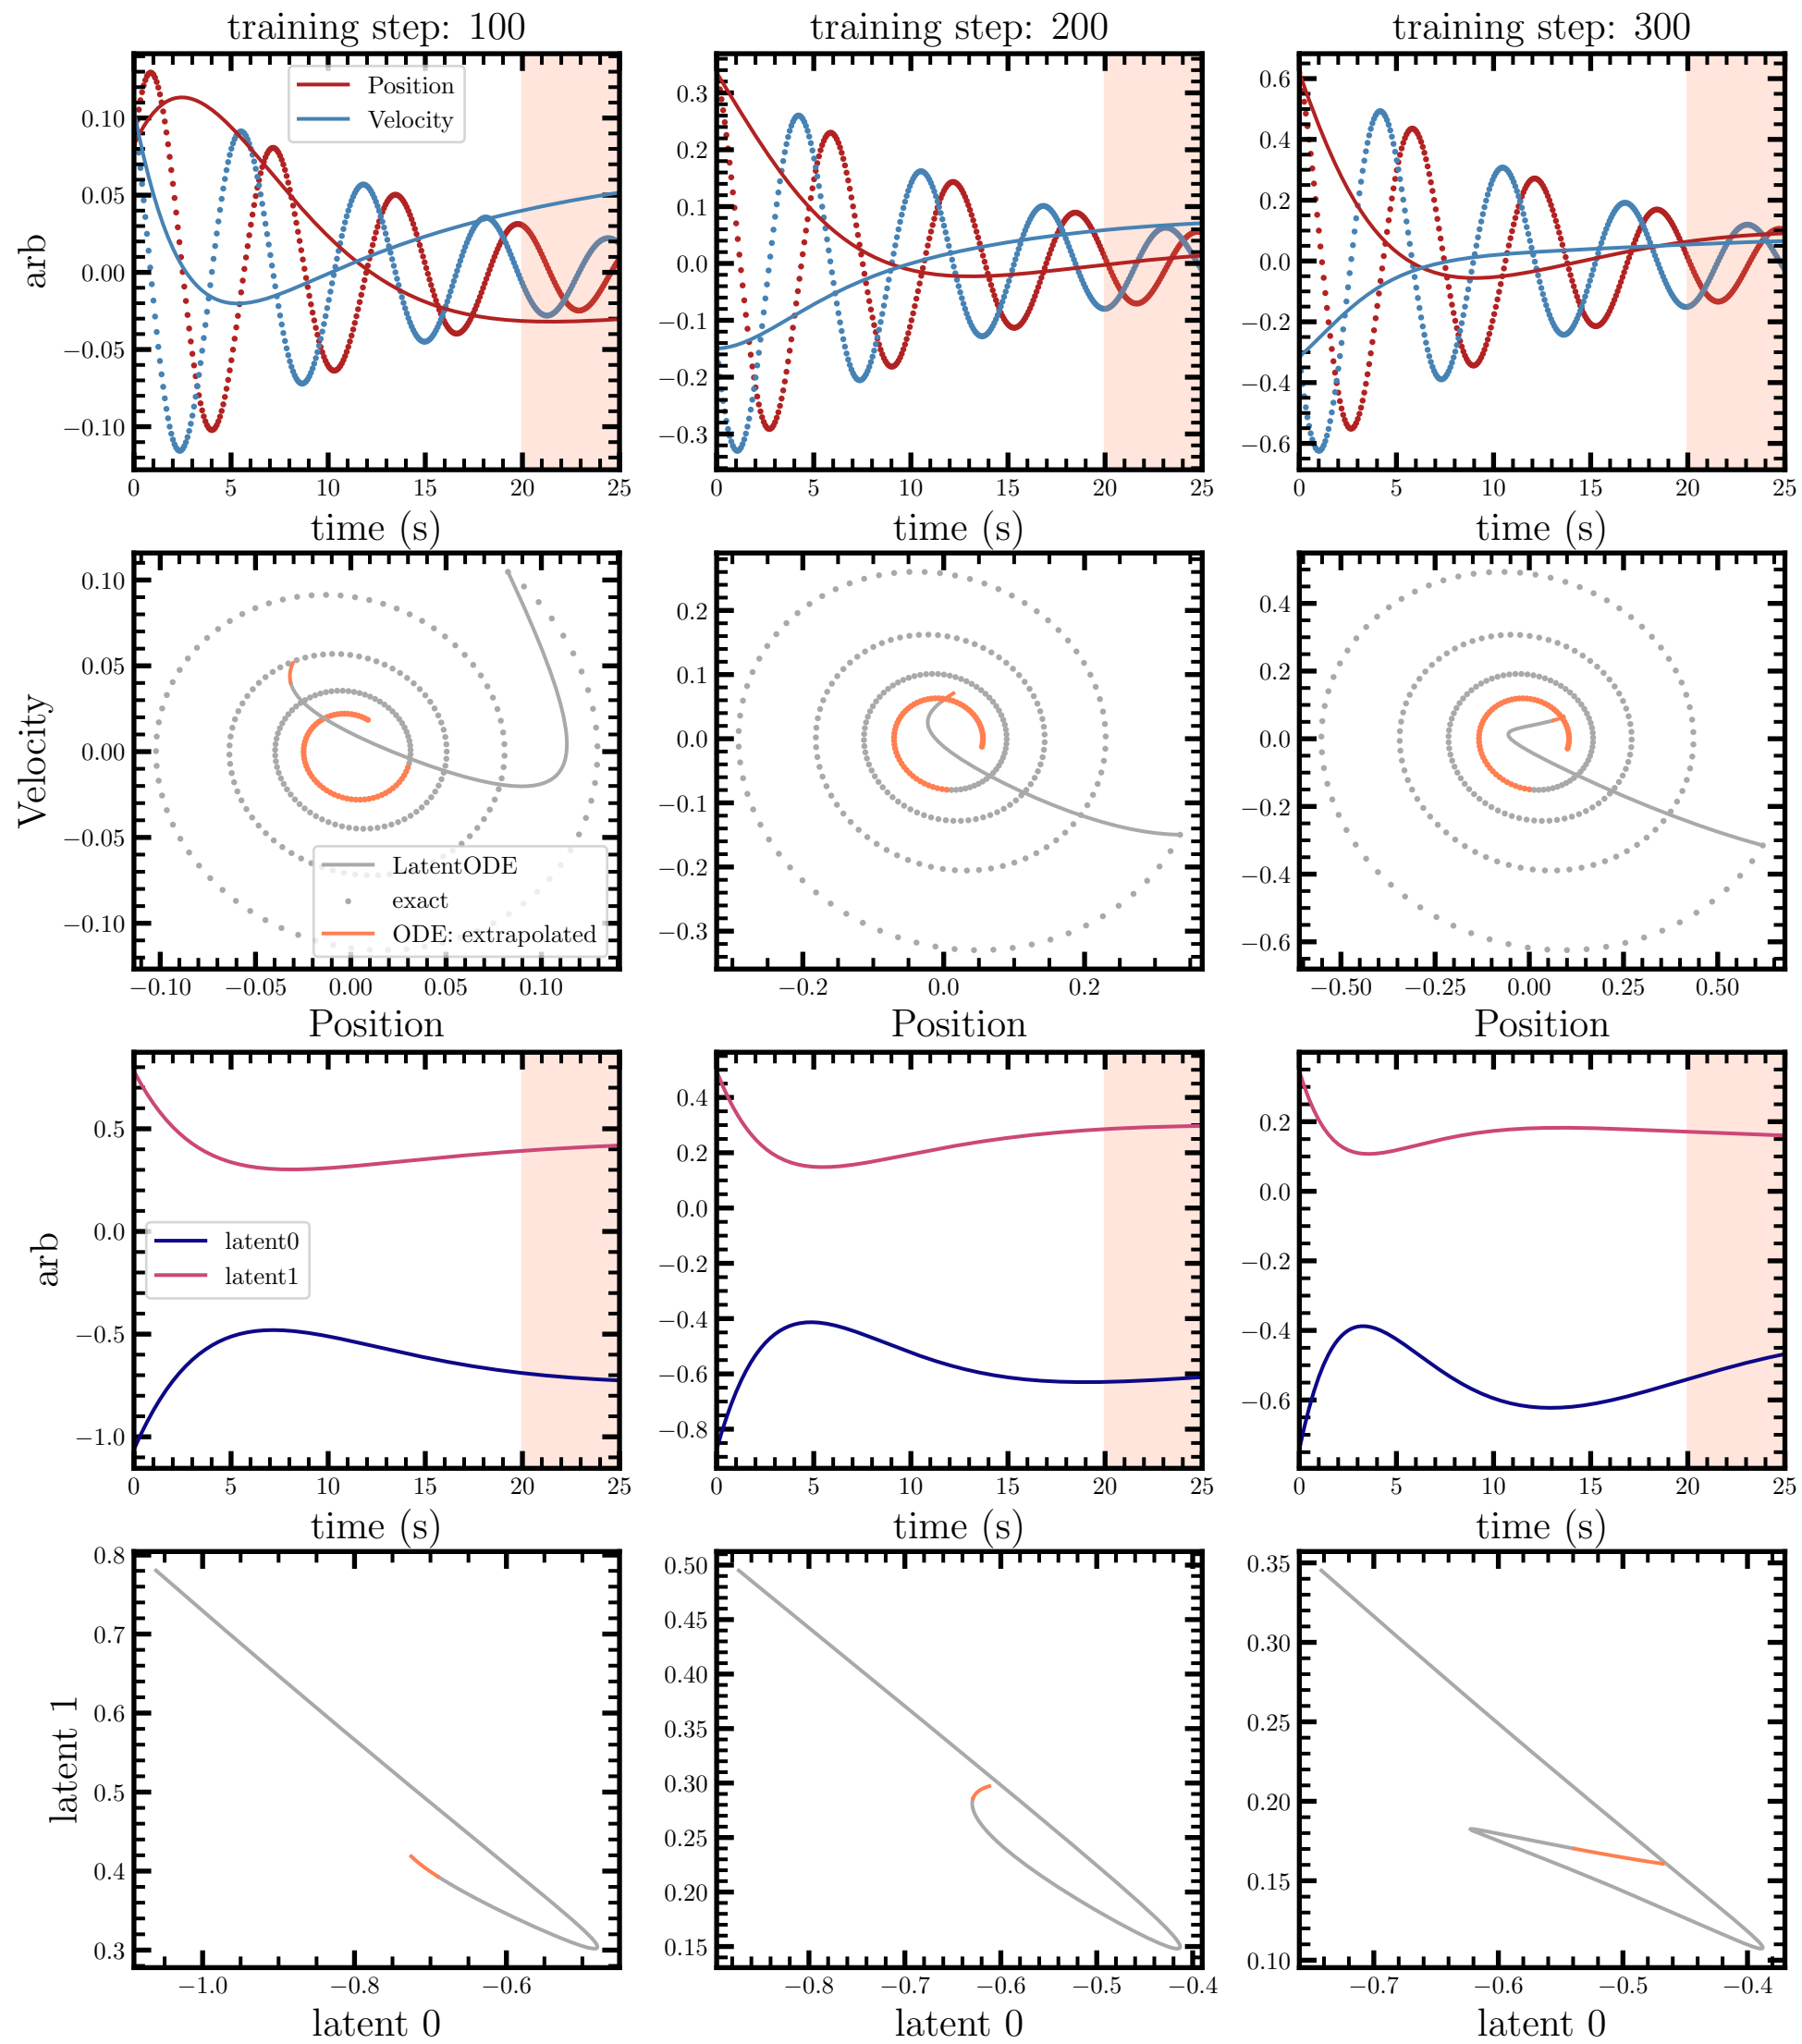 training step: 100 training step: 200 training step: 300
Position
Velocity
arb
0.10
0.05
0.00
−0.05
−0.10
0 5 10 15 20 25
time (s)
0.3
0.2
0.1
0.0
−0.1
−0.2
−0.3
0 5 10 15 20 25
time (s)
0.6
0.4
0.2
0.0
−0.2
−0.4
−0.6
0 5 10 15 20 25
time (s)
Velocity
0.10
0.05
0.00
−0.05
−0.10
LatentODE
exact
ODE: extrapolated
−0.10 −0.05 0.00 0.05 0.10
Position
0.2
0.1
0.0
−0.1
−0.2
−0.3
−0.2 0.0 0.2
Position
0.4
0.2
0.0
−0.2
−0.4
−0.6
−0.50 −0.25 0.00 0.25 0.50
Position
arb
0.5
0.0
−0.5
−1.0
latent0
latent1
0 5 10 15 20 25
time (s)
0.4
0.2
0.0
−0.2
−0.4
−0.6
−0.8
0 5 10 15 20 25
time (s)
0.2
0.0
−0.2
−0.4
−0.6
0 5 10 15 20 25
time (s)
latent 1
0.8
0.7
0.6
0.5
0.4
0.3
−1.0 −0.8 −0.6
latent 0
0.50
0.45
0.40
0.35
0.30
0.25
0.20
0.15
−0.8 −0.7 −0.6 −0.5 −0.4
latent 0
0.35
0.30
0.25
0.20
0.15
0.10
−0.7 −0.6 −0.5 −0.4
latent 0